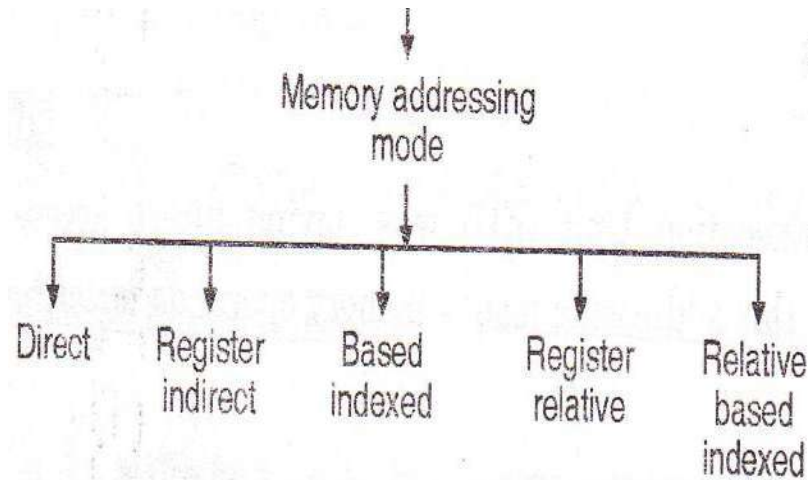 Memory addressing
mode
Direct
Register
indirect
Based
indexed
Register
relative
Relative
based
indexed